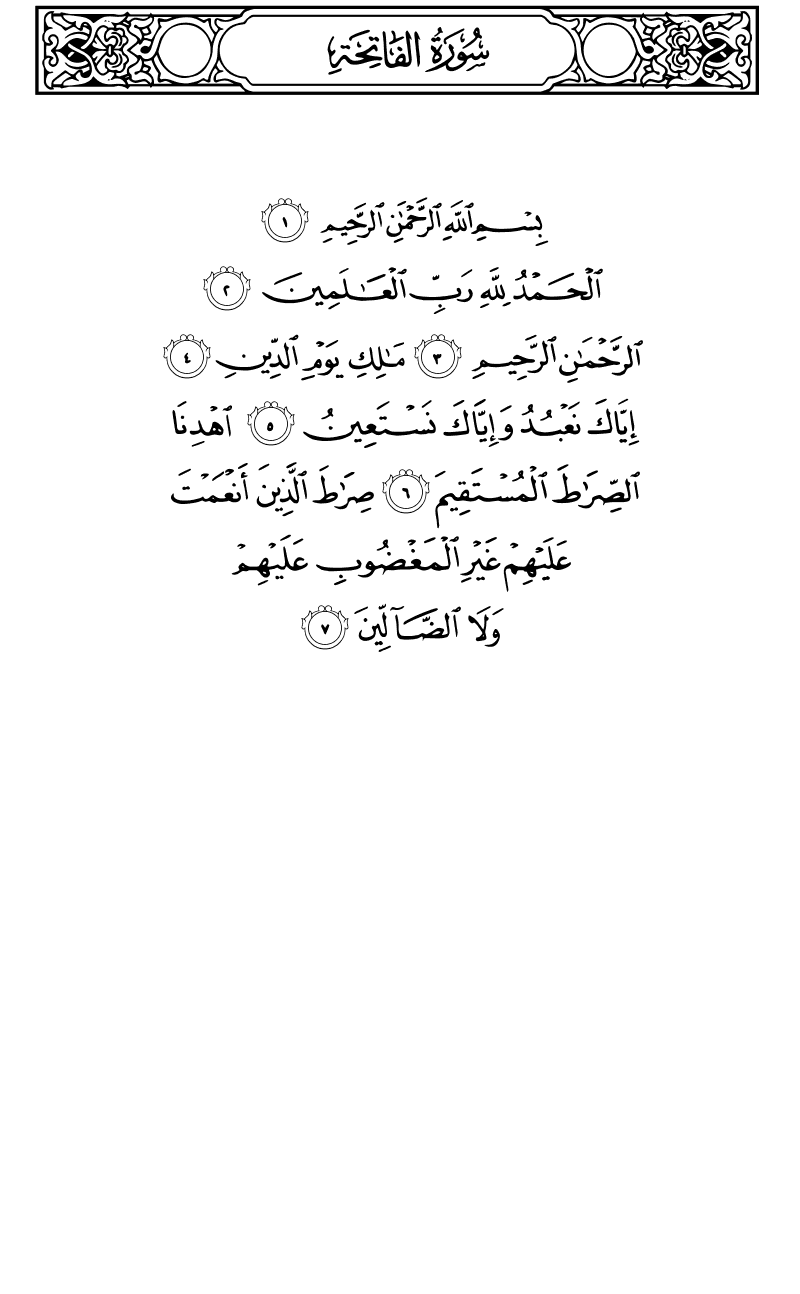 سُورَةُ الفَاتِحَةِ
بِسْمِ ٱللَّهِ ٱلرَّحْمَٰنِ ٱلرَّحِيمِ ١
ٱلْحَمْدُ لِلَّهِ رَبِّ ٱلْعَٰلَمِينَ ٢
ٱلرَّحْمَٰنِ ٱلرَّحِيمِ ٣ مَٰلِكِ يَوْمِ ٱلدِّينِ ٤
إِيَّاكَ نَعْبُدُ وَإِيَّاكَ نَسْتَعِينُ ٥ ٱهْدِنَا
ٱلصِّرَٰطَ ٱلْمُسْتَقِيمَ ٦ صِرَٰطَ ٱلَّذِينَ أَنْعَمْتَ
عَلَيْهِمْ غَيْرِ ٱلْمَغْضُوبِ عَلَيْهِمْ
وَلَا ٱلضَّآلِّينَ ٧